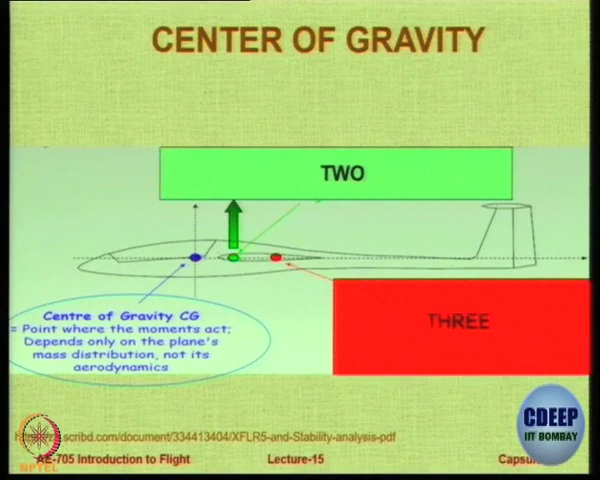 CENTER OF GRAVITY
TWO
THREE
Centre of Gravity CG
= Point where the moments act;
Depends only on the plane's
mass distribution, not its
aerodynamics
.scribd.com/document/334413404/XFLR5-and-Stability-analysis-pdf
CDEEP
IIT BOMBAY
AE-705 Introduction to Flight Lecture-15 Capsu
NPTEL